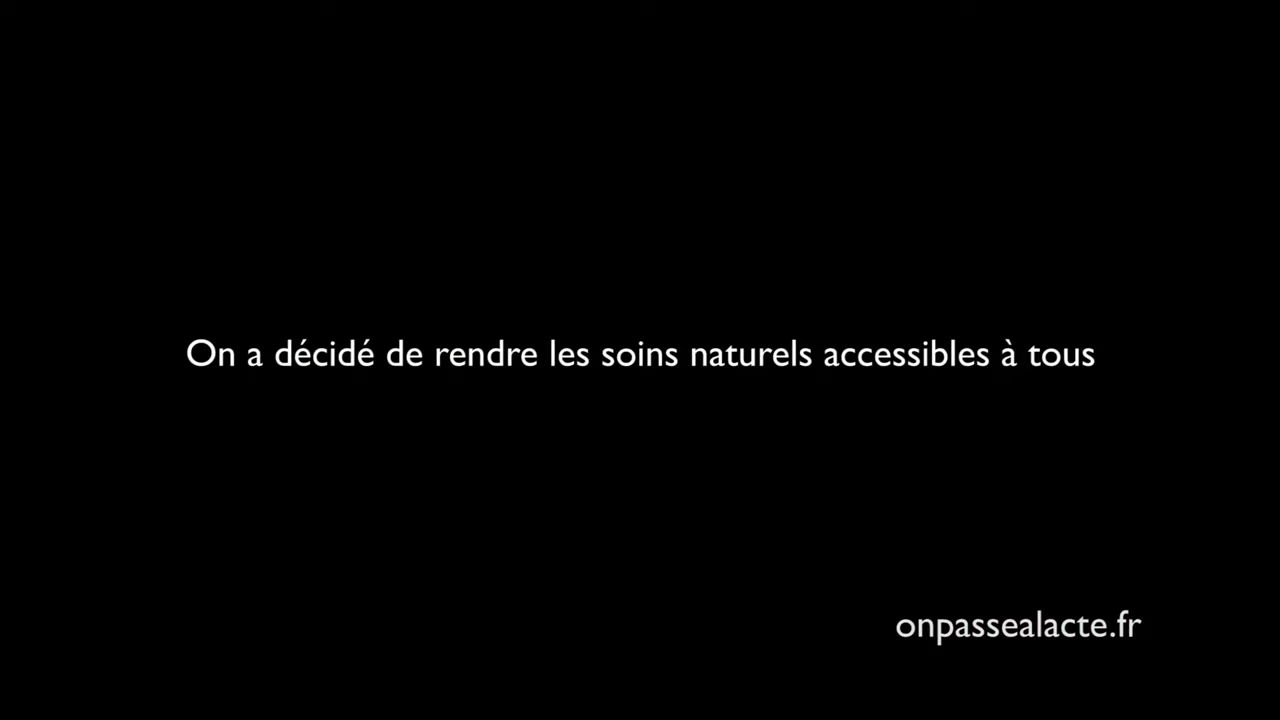 On a décidé de rendre les soins naturels accessibles à tous
onpassealacte.fr